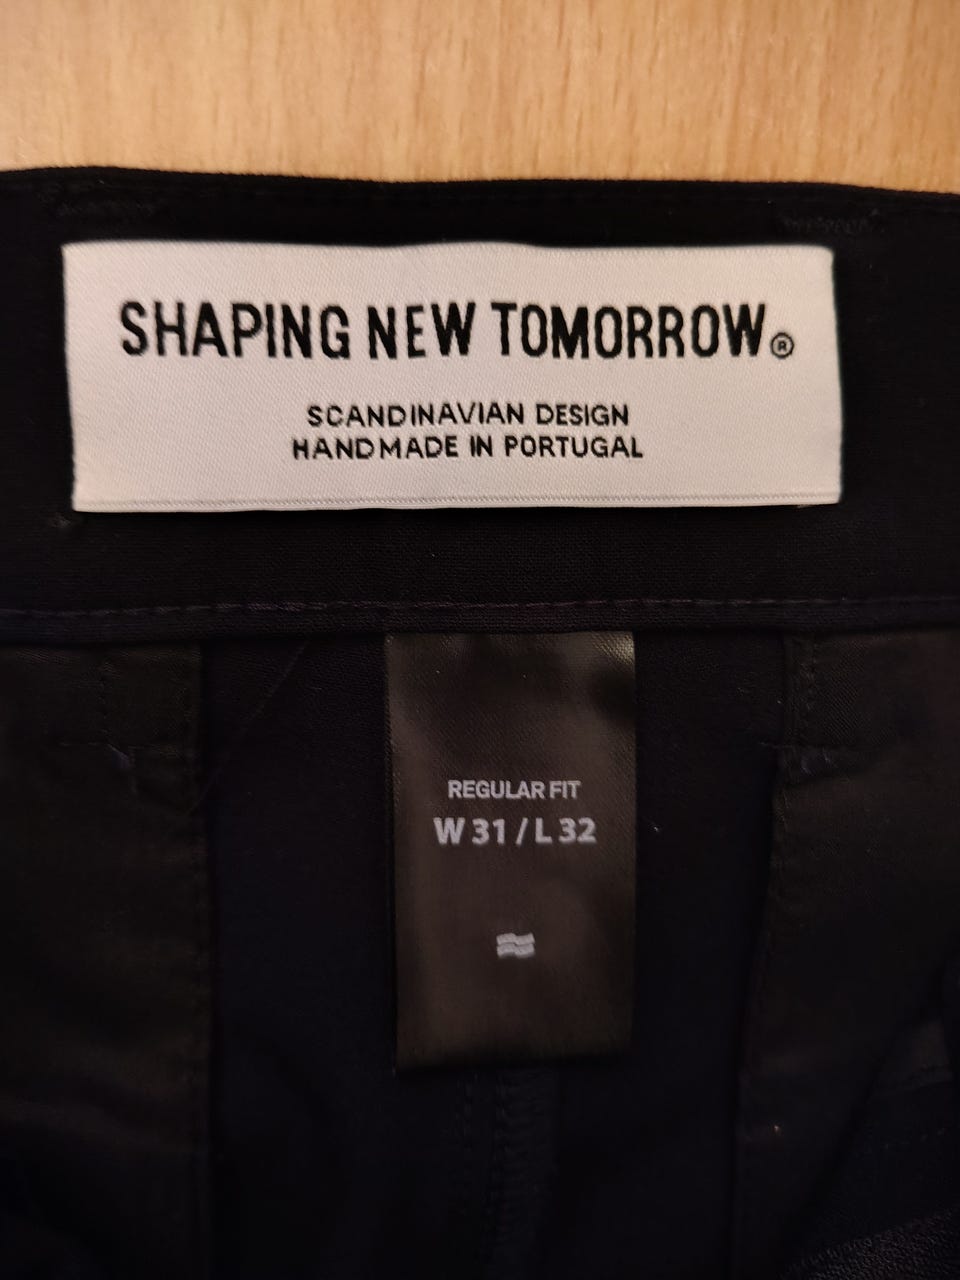 SHAPING NEW TOMORROW®
SCANDINAVIAN DESIGN
HANDMADE IN PORTUGAL
REGULAR FIT
W 31 / L 32